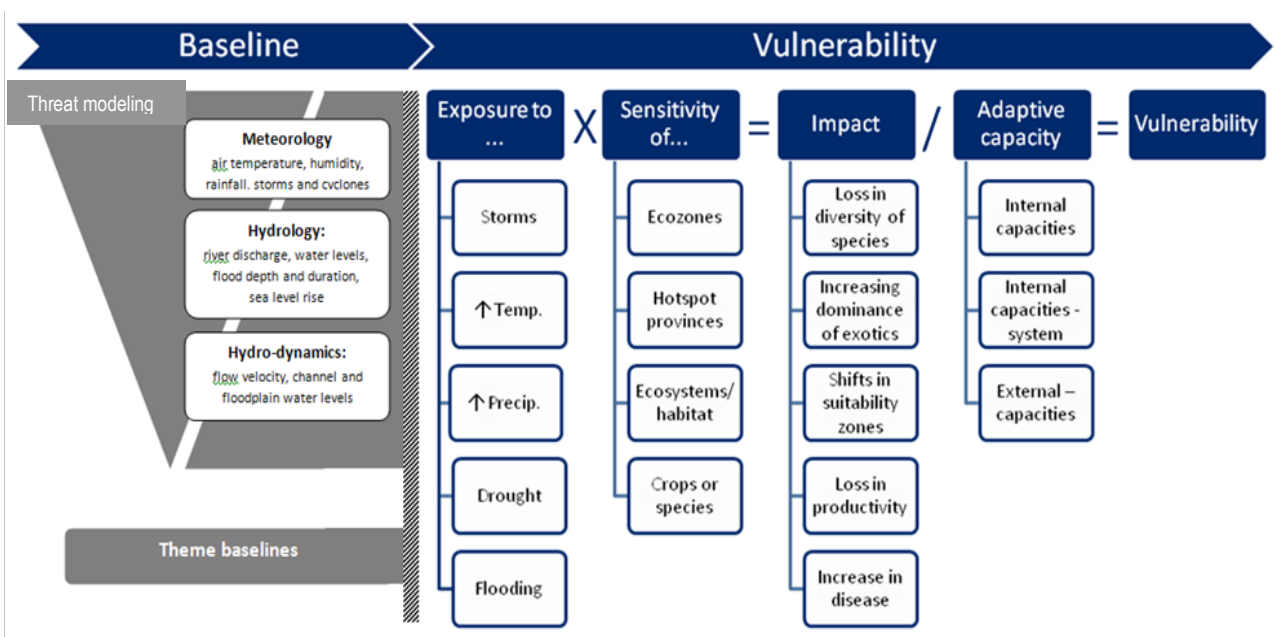 Baseline
Vulnerability
Threat modeling
Meteorology
air temperature, humidity,
rainfall. storms and cyclones
Hydrology:
river discharge, water levels,
flood depth and duration,
sea level rise
Hydro-dynamics:
flow velocity, channel and
floodplain water levels
Theme baselines
Exposure to
...
X
Sensitivity
of...
=
Impact
/
Adaptive
capacity
=
Vulnerability
Storms
↑Temp.
↑Precip.
Drought
Flooding
Ecozones
Hotspot
provinces
Ecosystems/
habitat
Crops or
species
Loss in
diversity of
species
Increasing
dominance
of exotics
Shifts in
suitability
zones
Loss in
productivity
Increase in
disease
Internal
capacities
Internal
capacities -
system
External –
capacities